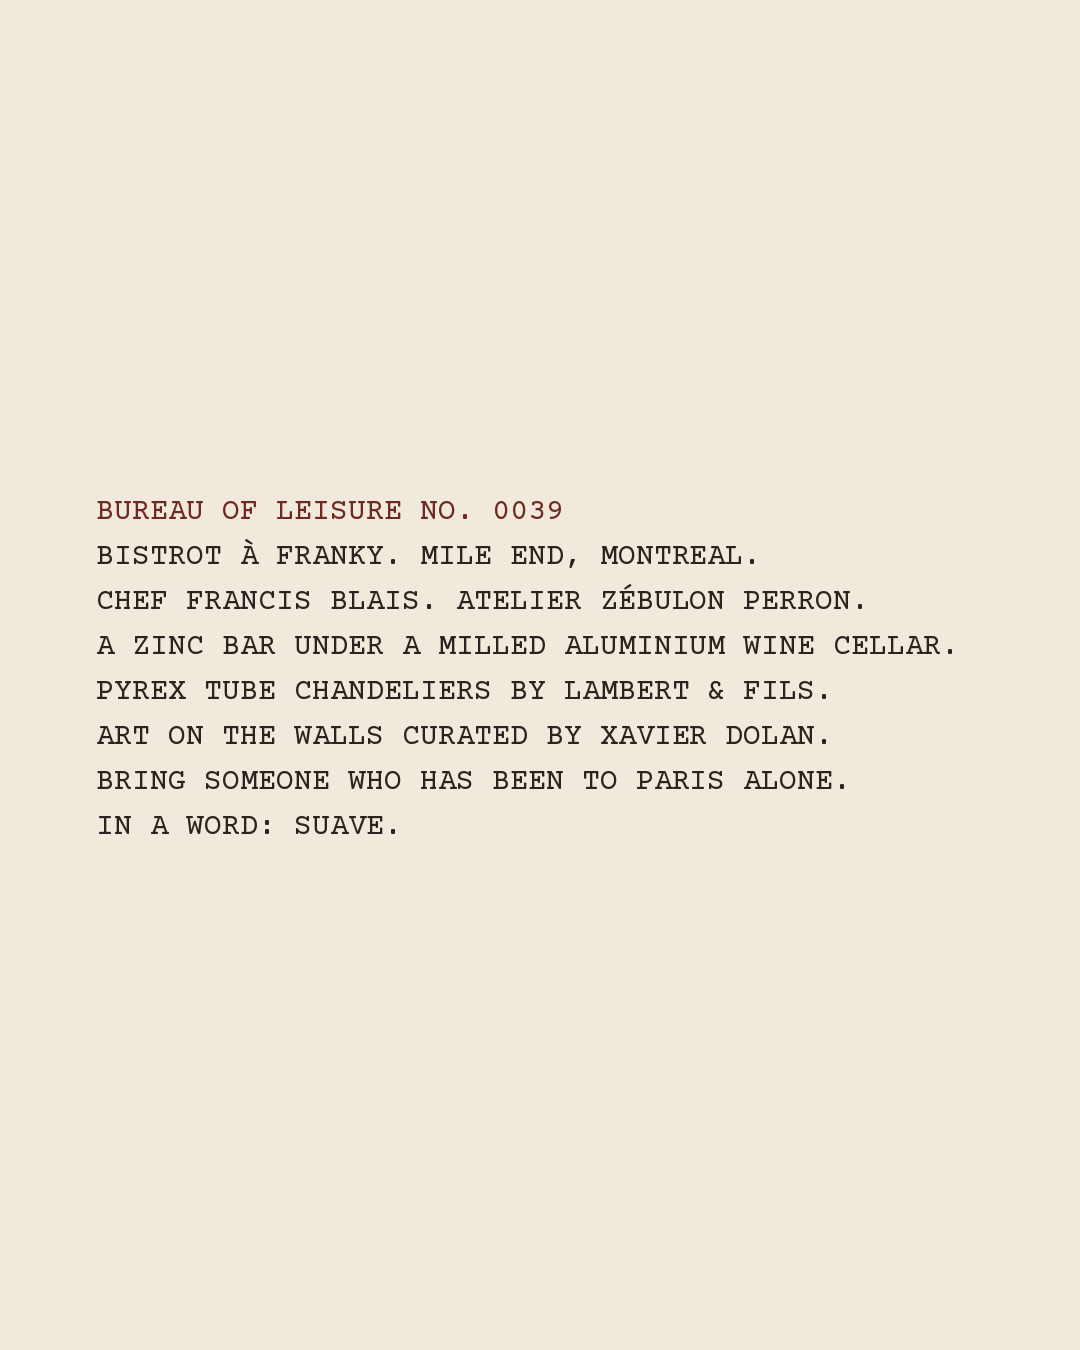 BUREAU OF LEISURE NO. 0039
BISTROT À FRANKY. MILE END, MONTREAL.
CHEF FRANCIS BLAIS. ATELIER ZÉBULON PERRON.
A ZINC BAR UNDER A MILLED ALUMINIUM WINE CELLAR.
PYREX TUBE CHANDELIERS BY LAMBERT & FILS.
ART ON THE WALLS CURATED BY XAVIER DOLAN.
BRING SOMEONE WHO HAS BEEN TO PARIS ALONE.
IN A WORD: SUAVE.